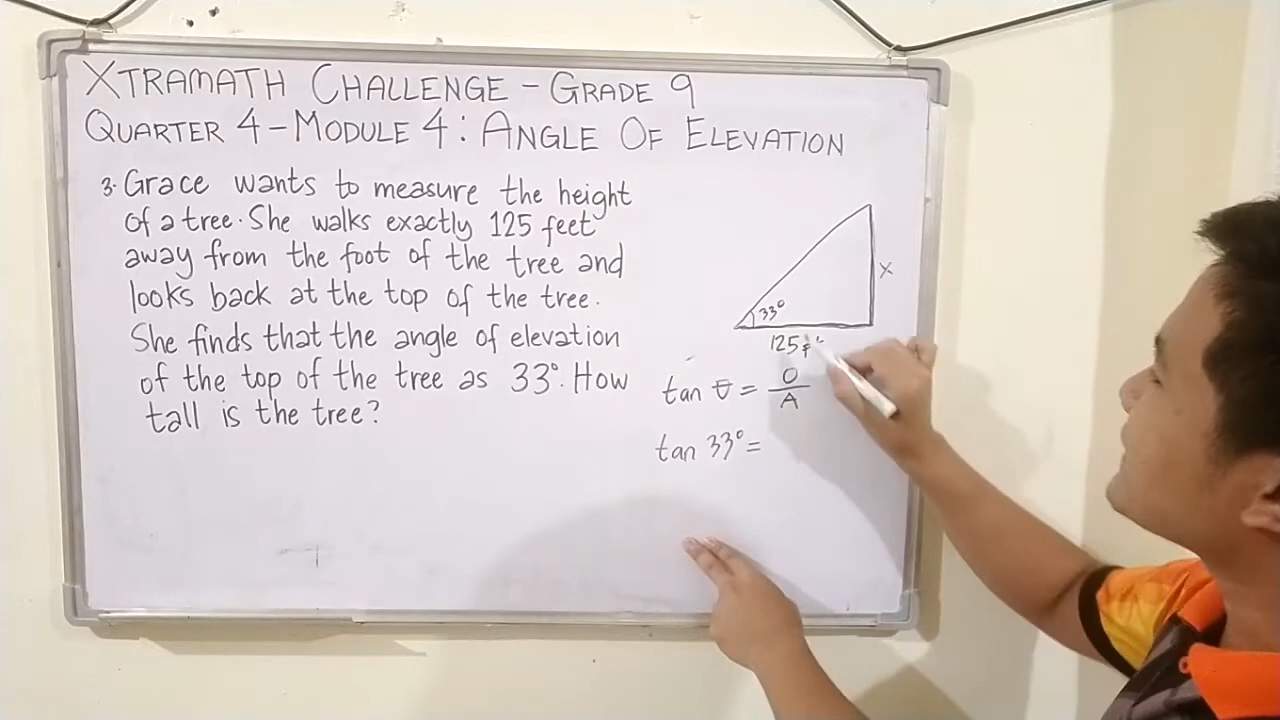 XTRAMATH CHALLENGE - GRADE 9
QUARTER 4 - MODULE 4: ANGLE OF ELEVATION
3. Grace wants to measure the height
of a tree. She walks exactly 125 feet
away from the foot of the tree and
looks back at the top of the tree.
She finds that the angle of elevation
of the top of the tree as 33°. How
tall is the tree?
x
33°
125
tan θ = O/A
tan 33° =